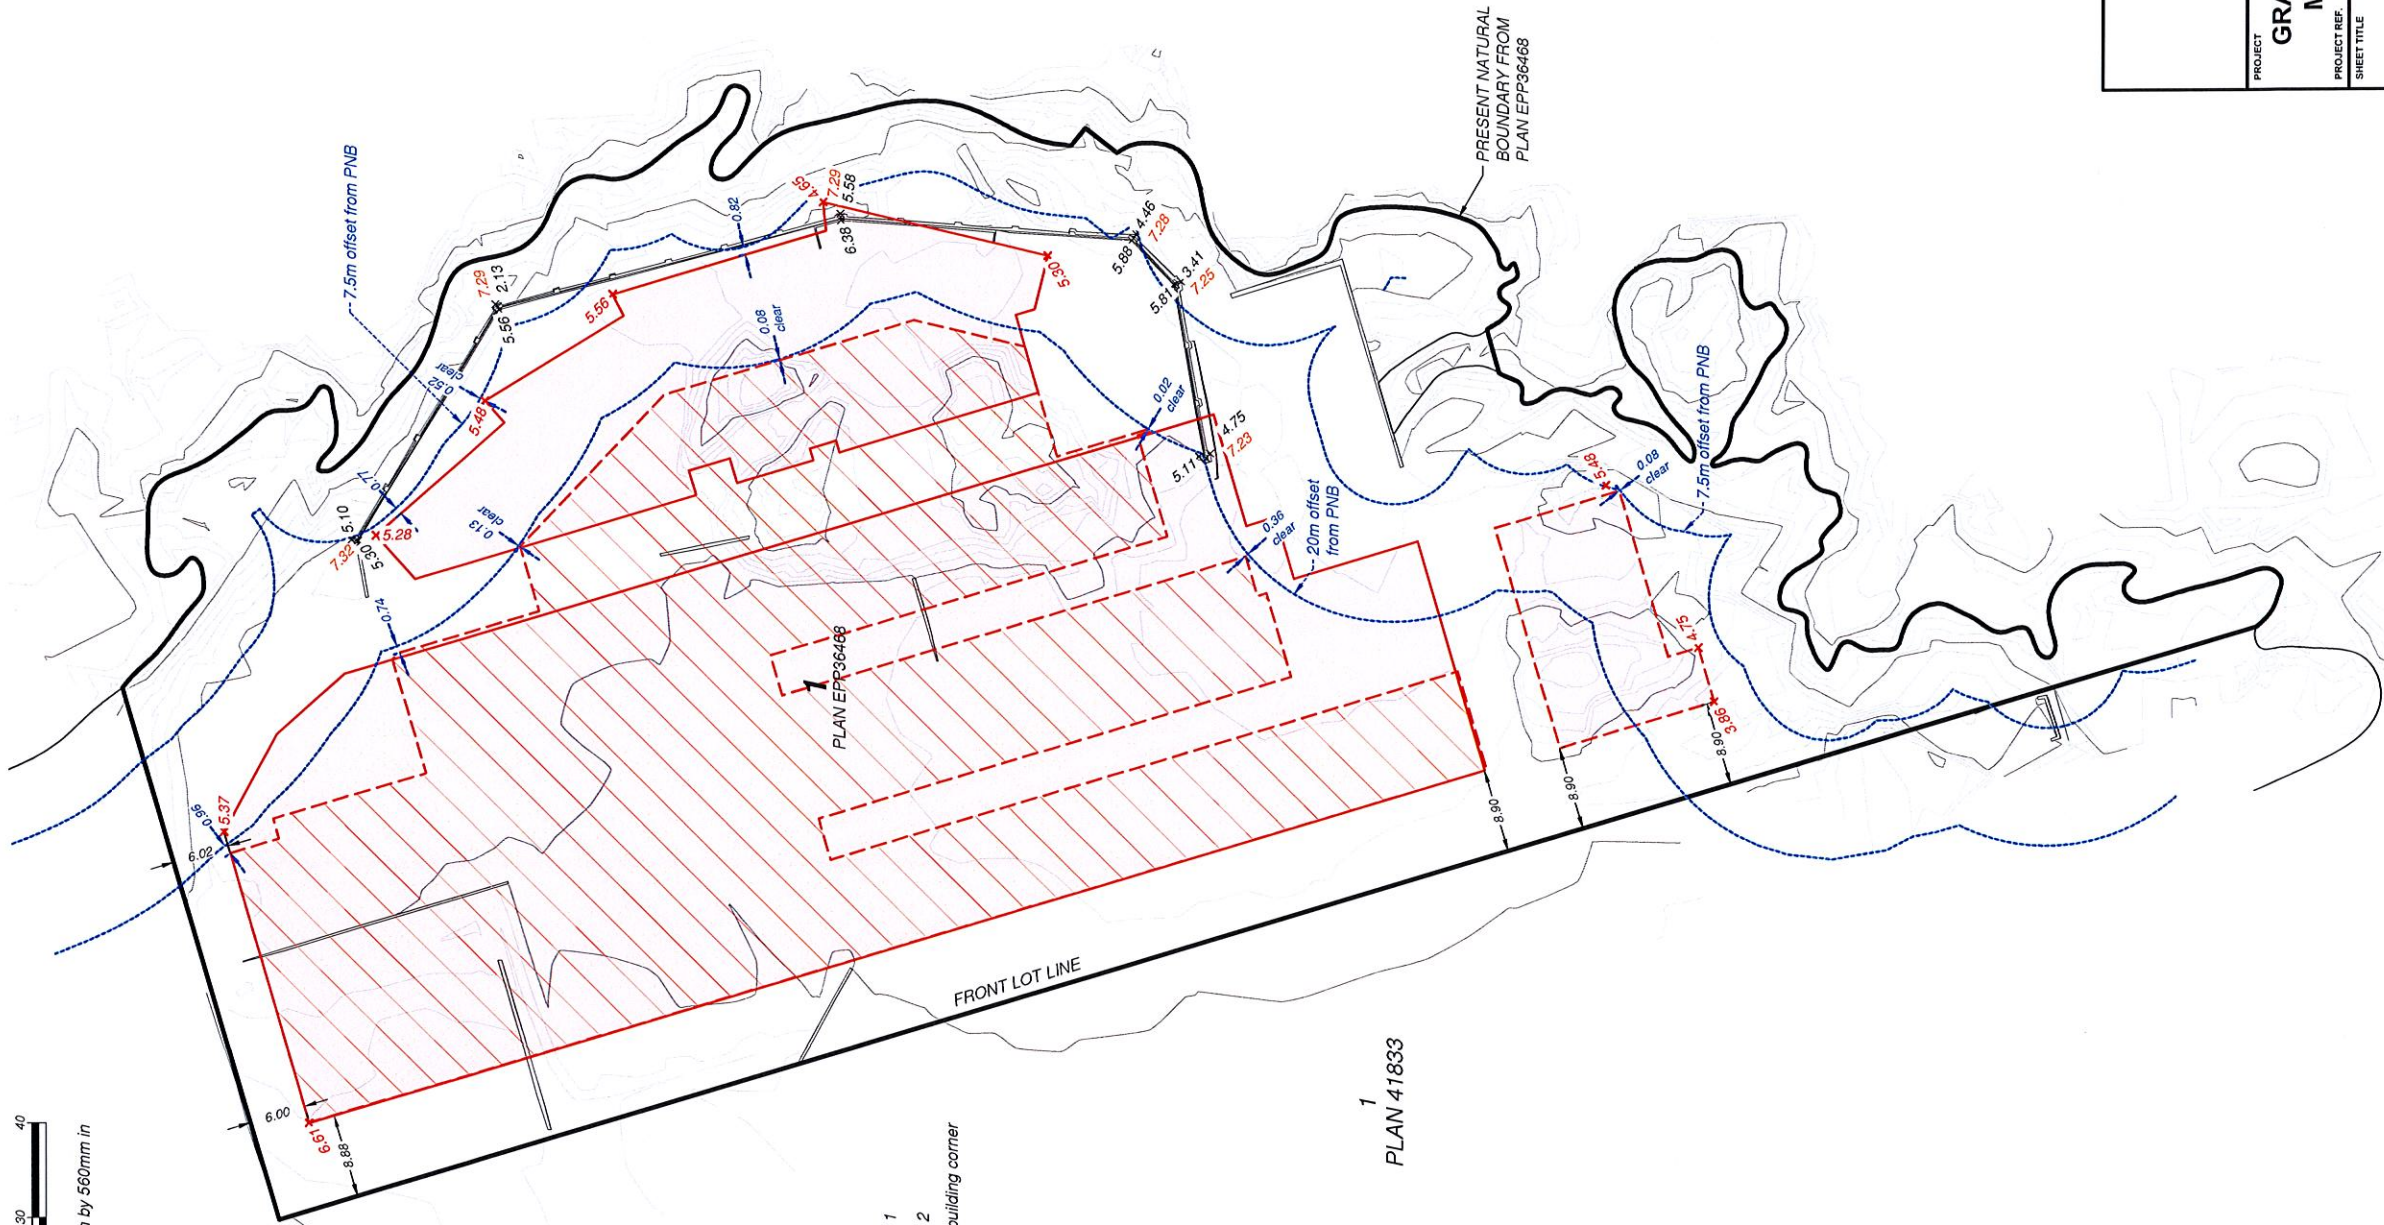 40
30
by 560mm in
1
2
building corner
PROJECT
GRA
M
PROJECT REF.
SHEET TITLE
PRESENT NATURAL
BOUNDARY FROM
PLAN EPP36468
7.5m offset from PNB
7.29
2.13
5.56
5.56
0.52
clear
5.48
0.77
7.32
5.10
5.30
5.28
0.13
clear
0.74
0.96
5.37
6.02
6.00
6.61
8.88
0.82
4.65
7.29
5.58
6.38
0.08
clear
5.30
5.88
4.46
7.28
5.81
3.41
7.25
0.02
clear
5.11
4.75
7.23
0.36
clear
20m offset
from PNB
5.48
0.08
clear
7.5m offset from PNB
4.75
3.86
8.90
8.90
8.90
1
PLAN EPP36468
FRONT LOT LINE
1
PLAN 41833